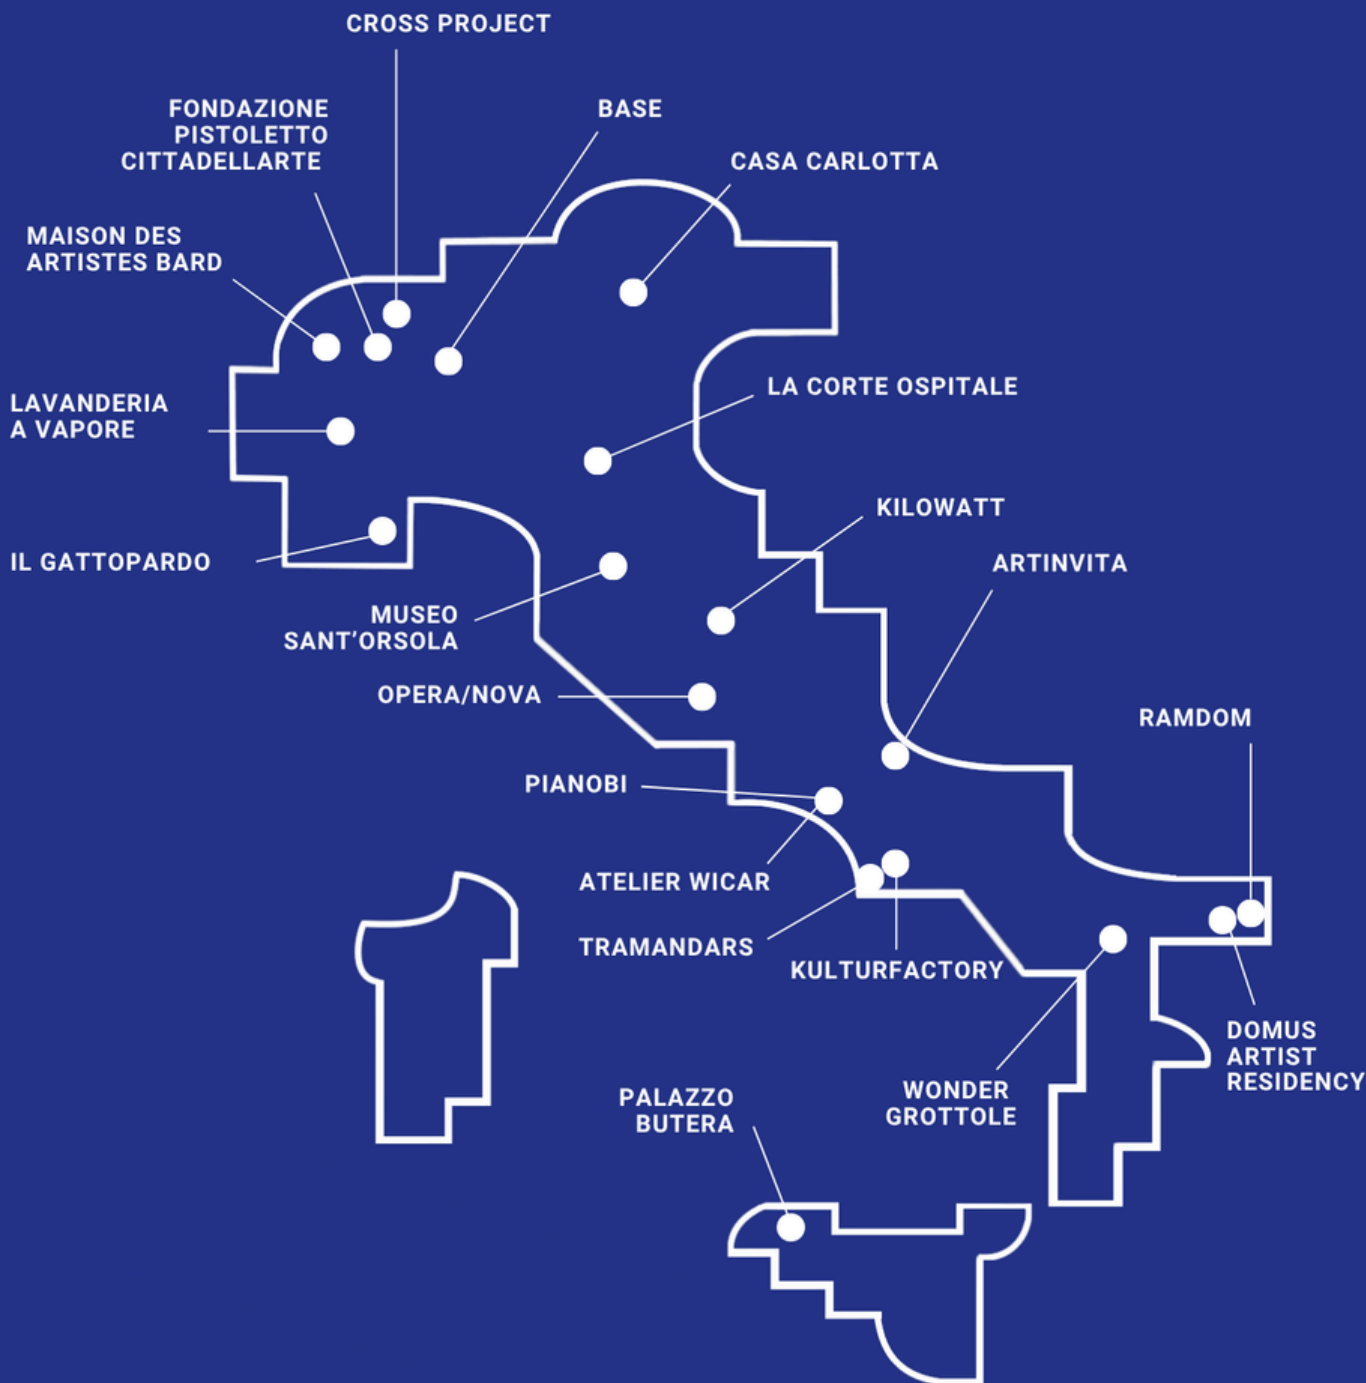 CROSS PROJECT
FONDAZIONE
PISTOLETTO
CITTADELLARTE
BASE
CASA CARLOTTA
MAISON DES
ARTISTES BARD
LAVANDERIA
A VAPORE
LA CORTE OSPITALE
KILOWATT
IL GATTOPARDO
ARTINVITA
MUSEO
SANT'ORSOLA
OPERA/NOVA
RAMDOM
PIANOBI
ATELIER WICAR
TRAMANDARS
KULTURFACTORY
DOMUS
ARTIST
RESIDENCY
WONDER
GROTTOLE
PALAZZO
BUTERA